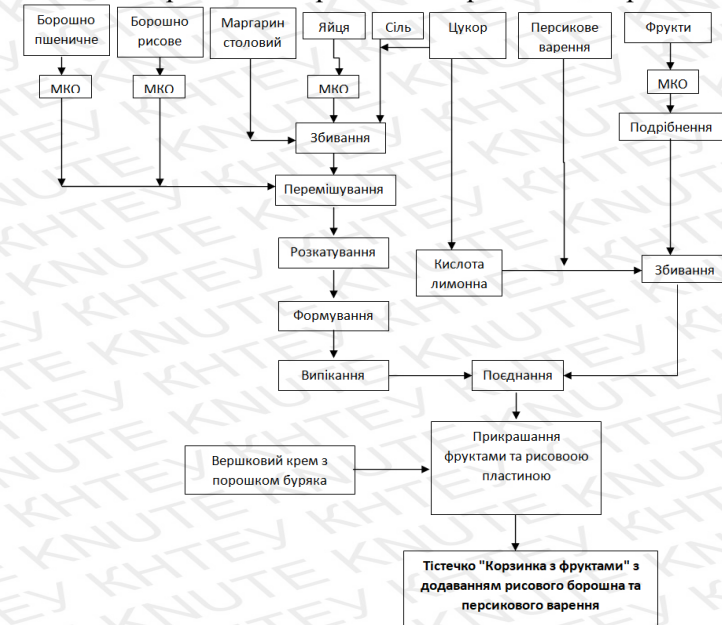 Борошно
пшеничне
Борошно
рисове
Маргарин
столовий
Яйця
Сіль
Цукор
Персикове
варення
Фрукти
МКО
МКО
МКО
МКО
Подрібнення
Збивання
Перемішування
Розкатування
Кислота
лимонна
Збивання
Формування
Випікання
Поєднання
Прикрашання
фруктами та рисовоою
пластиною
Вершковий крем з
порошком буряка
Тістечко "Корзинка з фруктами" з
додаванням рисового борошна та
персикового варення